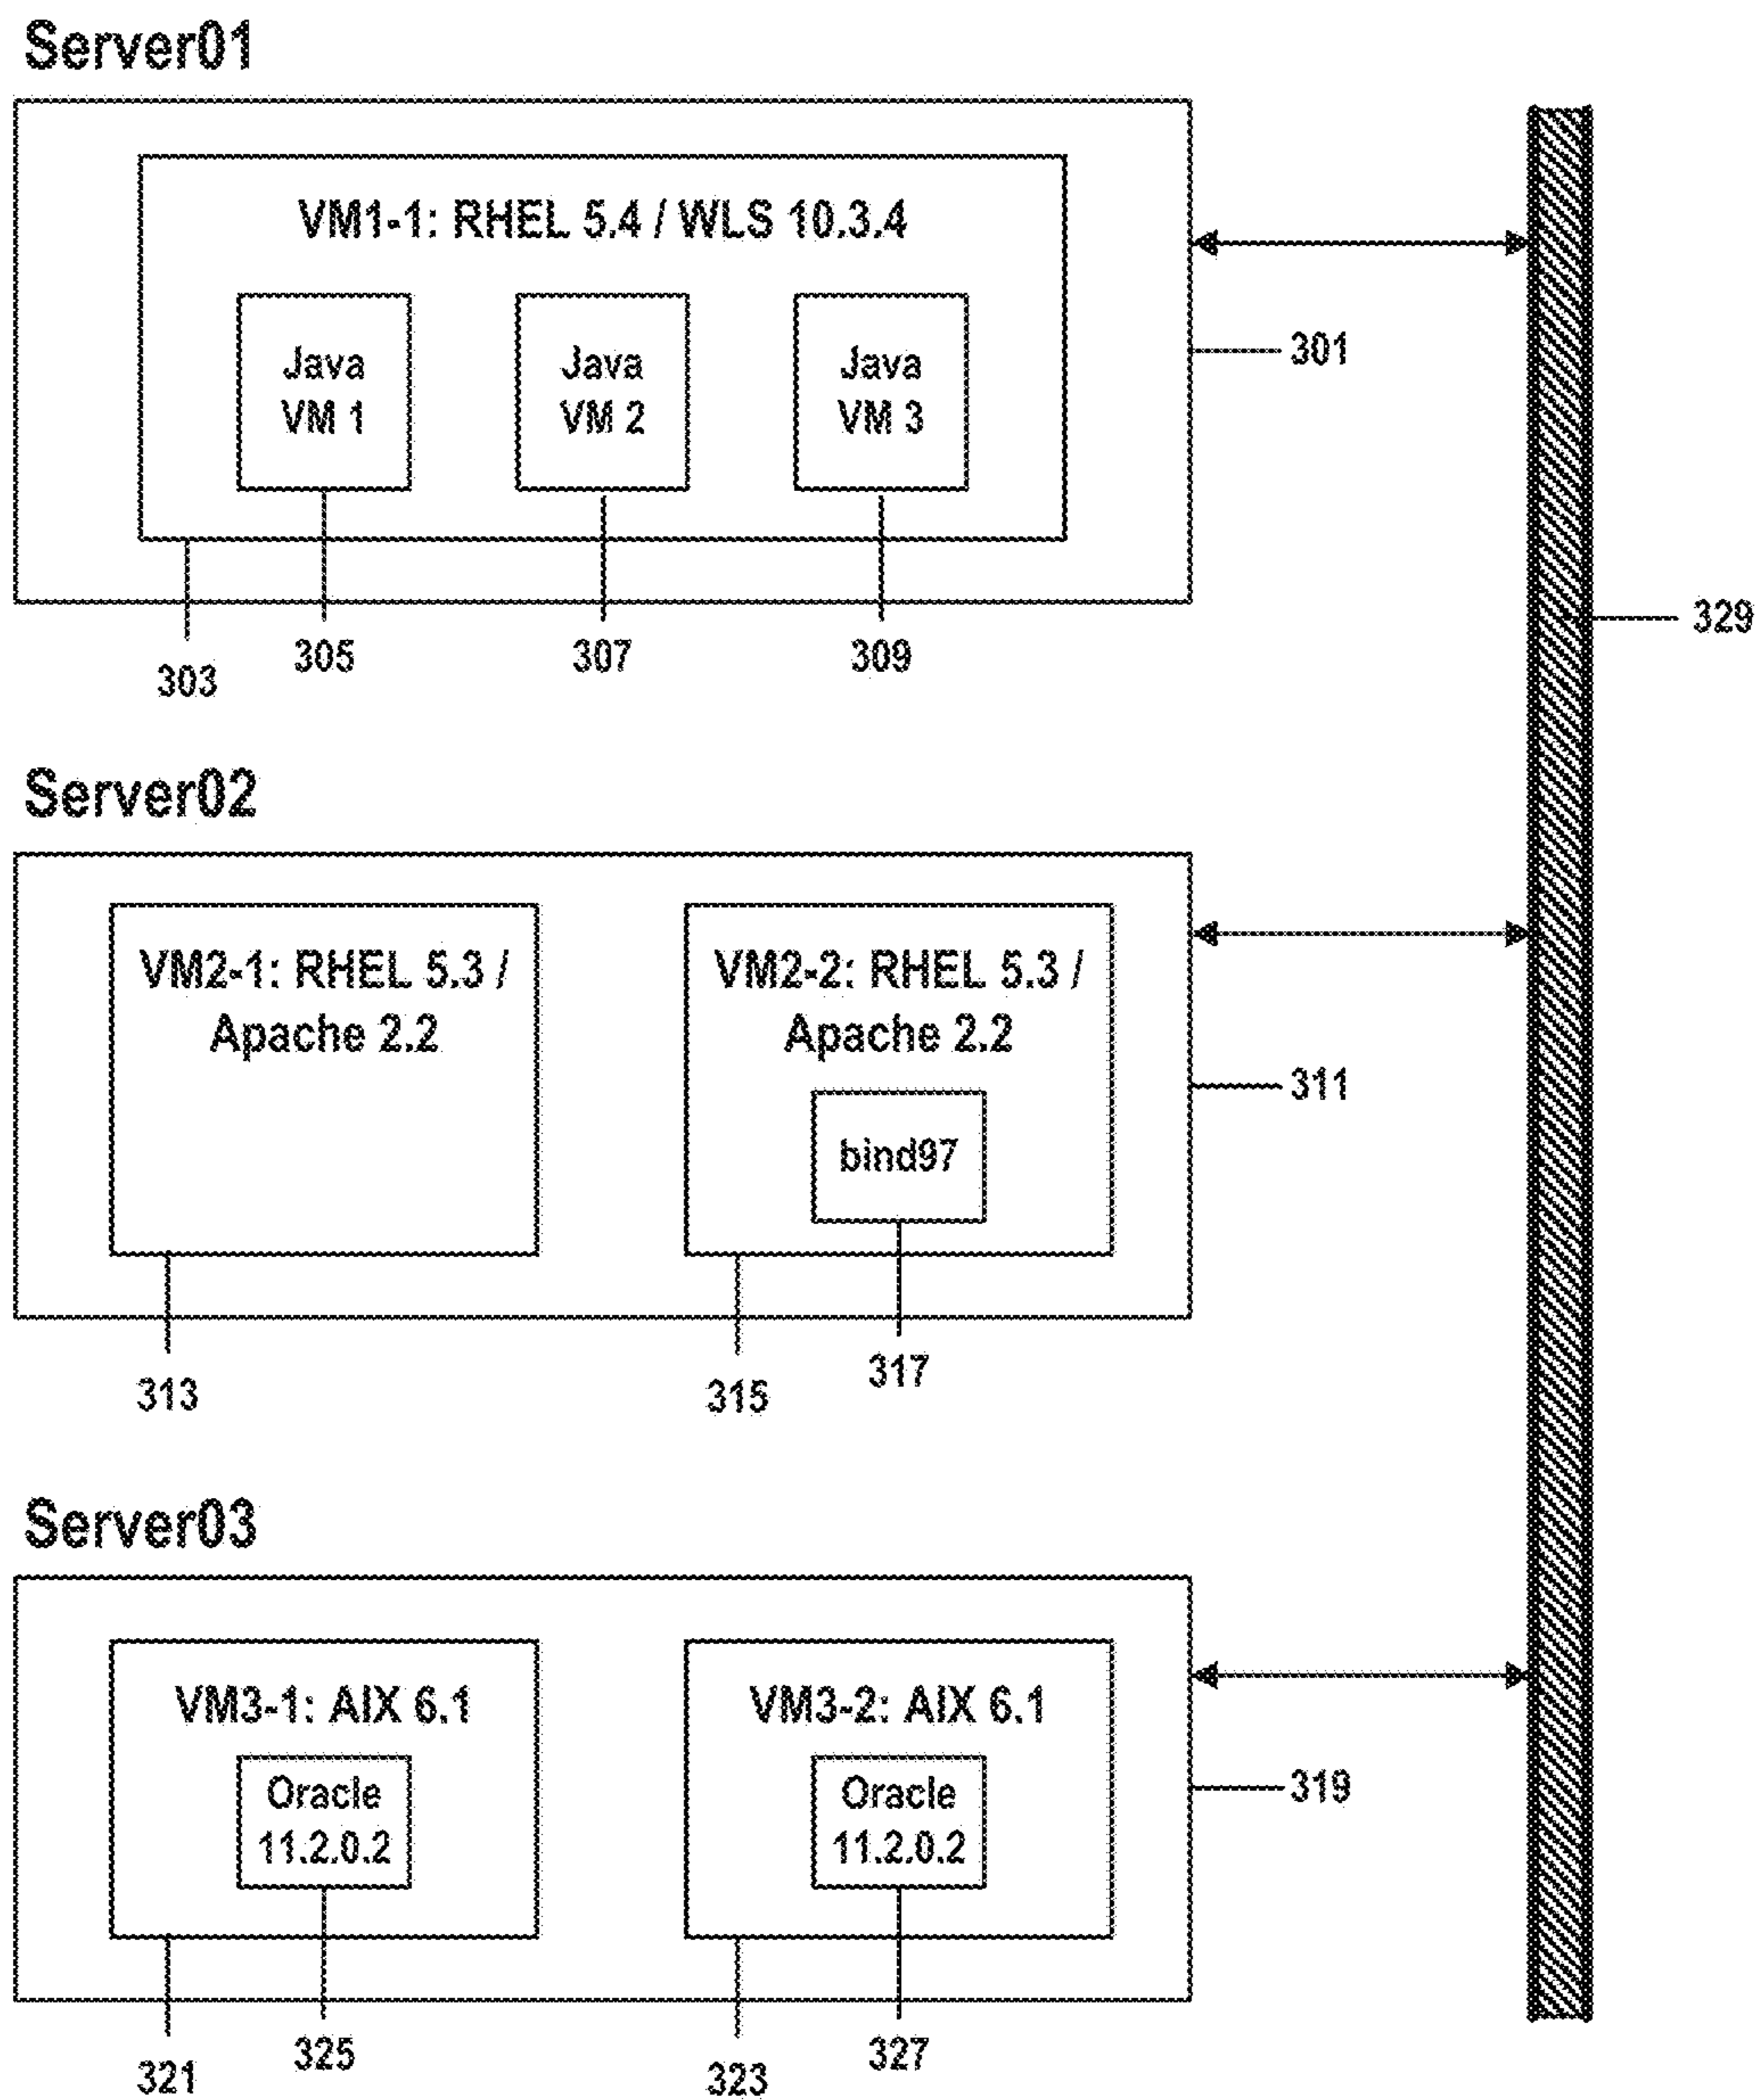 Server01
VM1-1: RHEL 5.4 / WLS 10.3.4
Java
VM 1
Java
VM 2
Java
VM 3
301
303
305
307
309
329
Server02
VM2-1: RHEL 5.3 /
Apache 2.2
VM2-2: RHEL 5.3 /
Apache 2.2
bind97
311
313
315
317
Server03
VM3-1: AIX 6.1
Oracle
11.2.0.2
VM3-2: AIX 6.1
Oracle
11.2.0.2
319
321
325
323
327